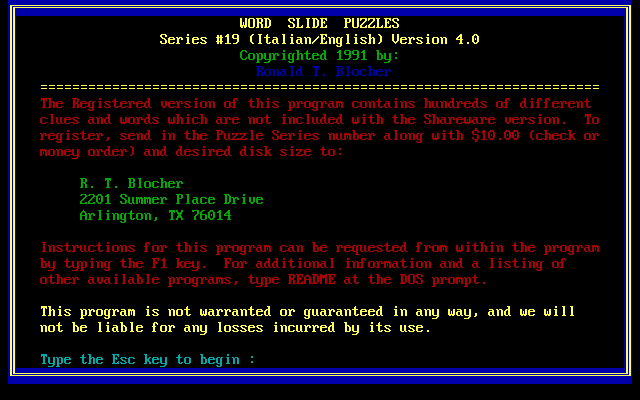 WORD SLIDE PUZZLES
Series #19 (Italian/English) Version 4.0
Copyrighted 1991 by:
Ronald T. Blocher
======================================================================
The Registered version of this program contains hundreds of different
clues and words which are not included with the Shareware version. To
register, send in the Puzzle Series number along with $10.00 (check or
money order) and desired disk size to:
R. T. Blocher
2201 Summer Place Drive
Arlington, TX 76014
Instructions for this program can be requested from within the program
by typing the F1 key. For additional information and a listing of
other available programs, type README at the DOS prompt.
This program is not warranted or guaranteed in any way, and we will
not be liable for any losses incurred by its use.
Type the Esc key to begin :